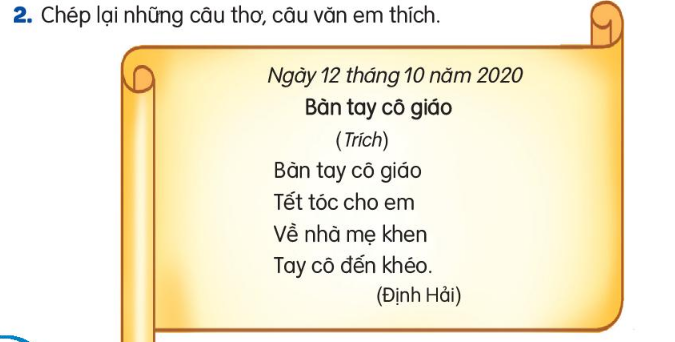 2. Chép lại những câu thơ, câu văn em thích.
Ngày 12 tháng 10 năm 2020
Bàn tay cô giáo
(Trích)
Bàn tay cô giáo
Tết tóc cho em
Về nhà mẹ khen
Tay cô đến khéo.
(Định Hải)